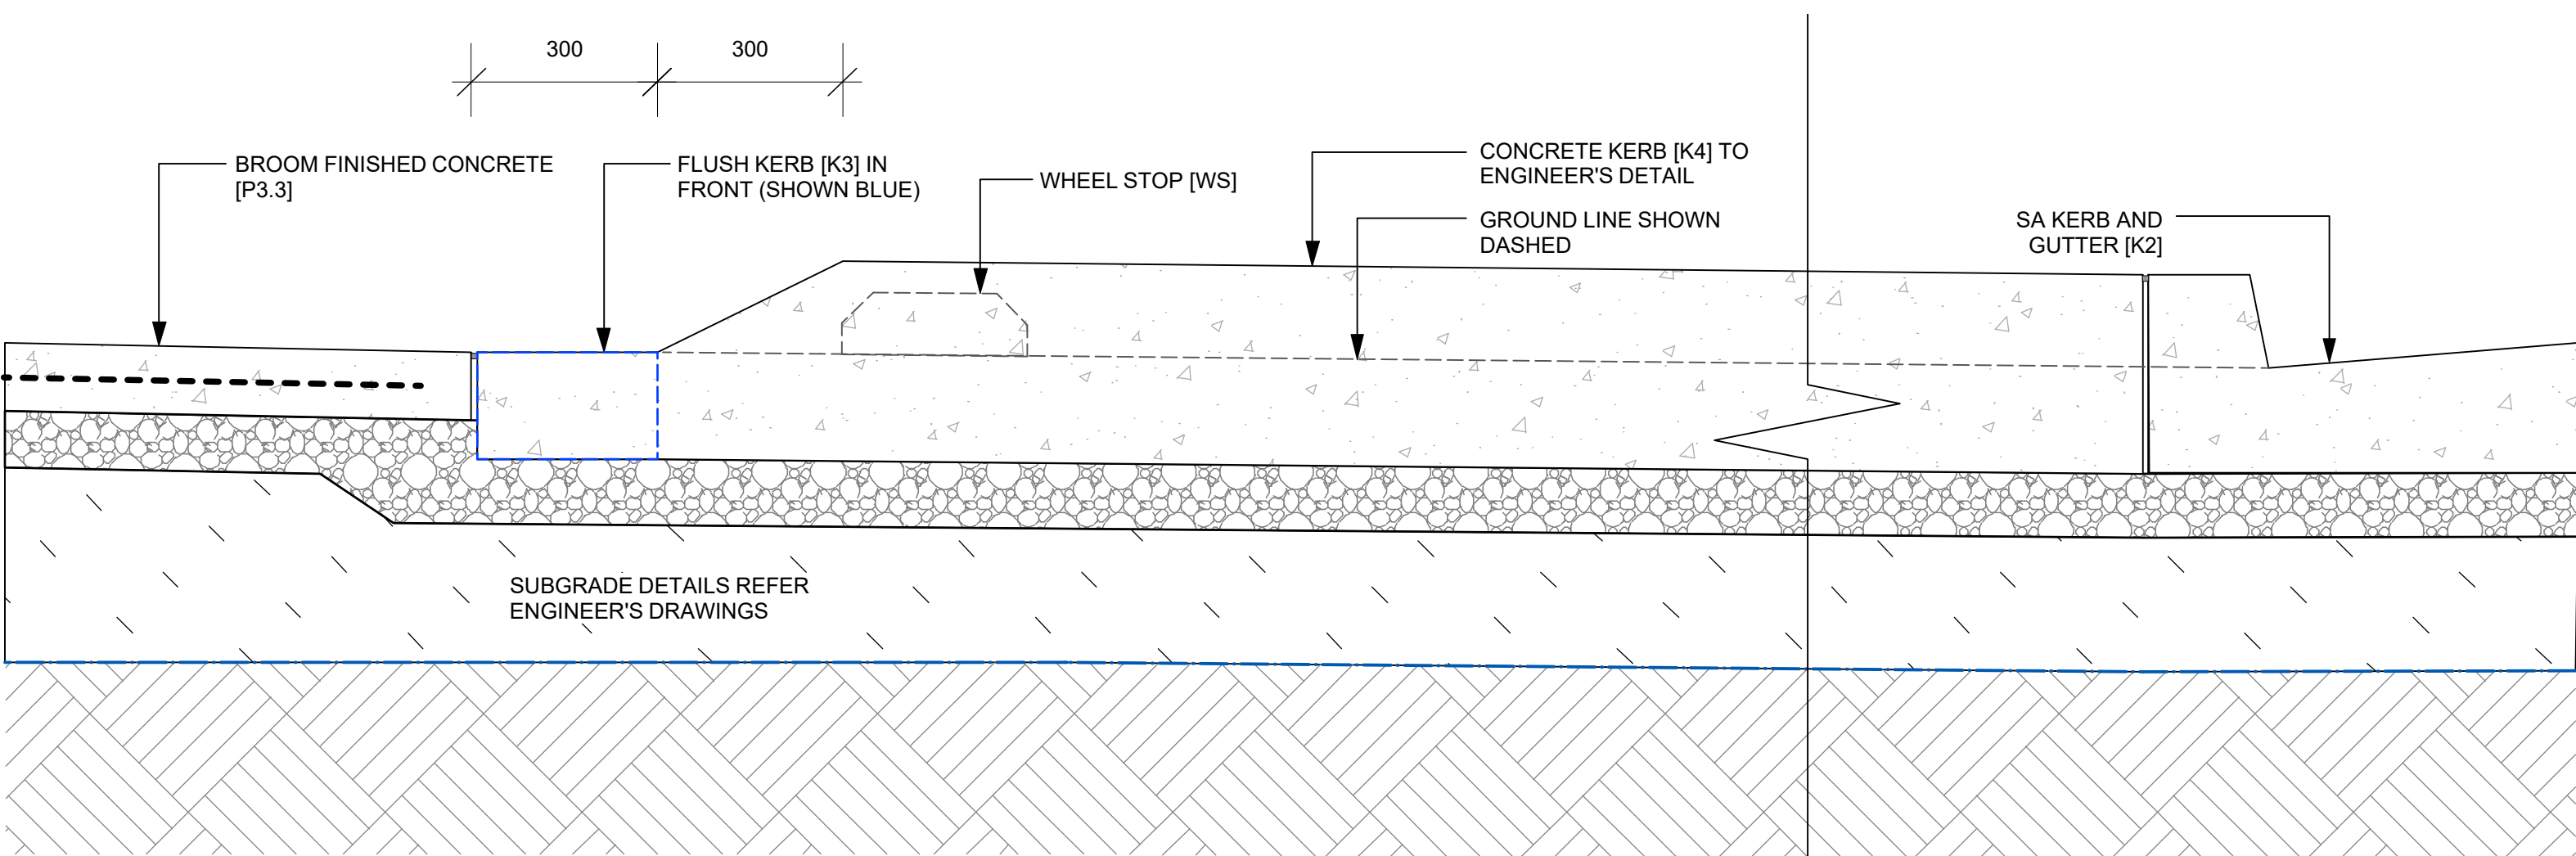 300
300
BROOM FINISHED CONCRETE
[P3.3]
FLUSH KERB [K3] IN
FRONT (SHOWN BLUE)
WHEEL STOP [WS]
CONCRETE KERB [K4] TO
ENGINEER'S DETAIL
GROUND LINE SHOWN
DASHED
SA KERB AND
GUTTER [K2]
SUBGRADE DETAILS REFER
ENGINEER'S DRAWINGS